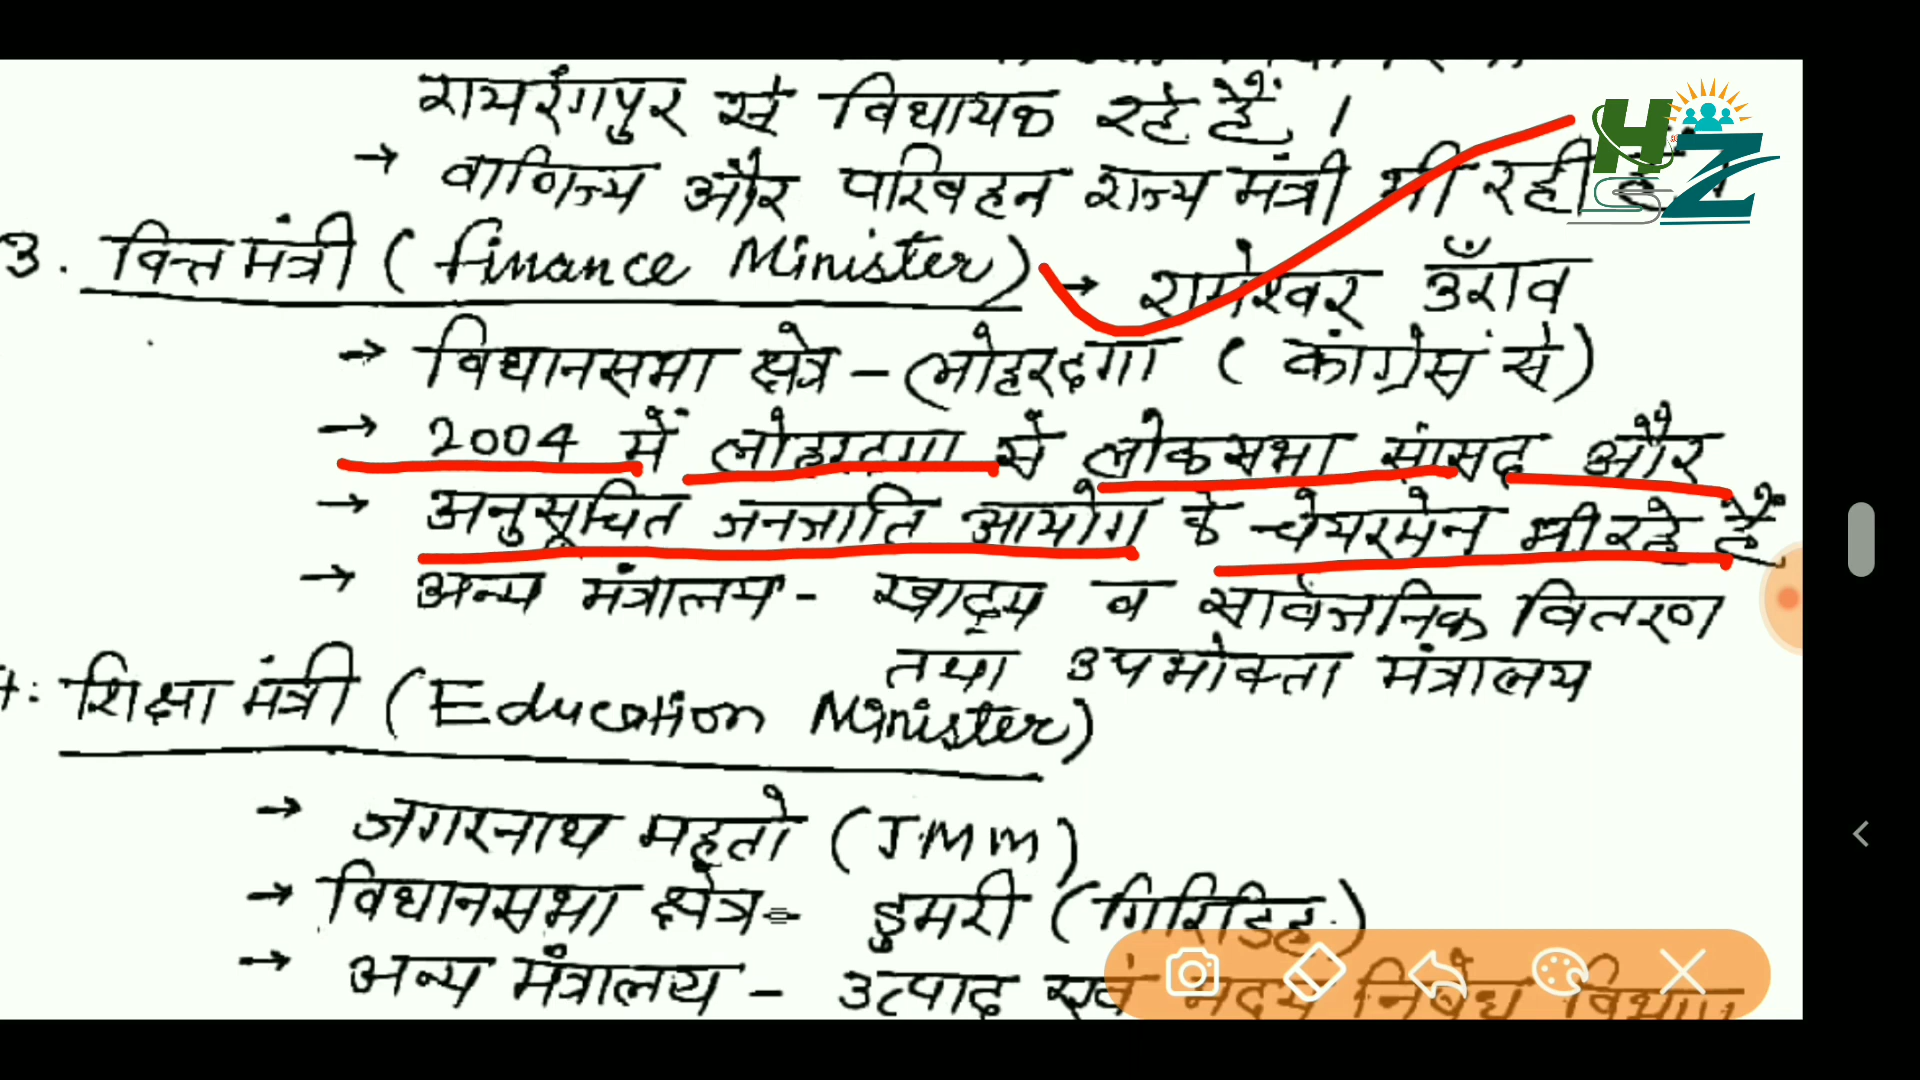 रायरंगपुर से विधायक रहे हैं।
→ वाणिज्य और परिवहन राज्य मंत्री भी रही
3. वित्त मंत्री (Finance Minister) → रामेश्वर उराँव
→ विधानसभा क्षेत्र - लोहरदगा (कांग्रेस से)
→ 2004 में लोहरदगा से लोकसभा सांसद और
→ अनुसूचित जनजाति आयोग के चेयरमेन भी रहे हैं
→ अन्य मंत्रालय - खाद्य व सार्वजनिक वितरण
तथा उपभोक्ता मंत्रालय
शिक्षा मंत्री (Education Minister)
→ जगरनाथ महतो (JMM)
→ विधानसभा क्षेत्र - डुमरी (गिरिडिह)
→ अन्य मंत्रालय - उत्पाद एवं मद्य निषेध विभाग
HZ